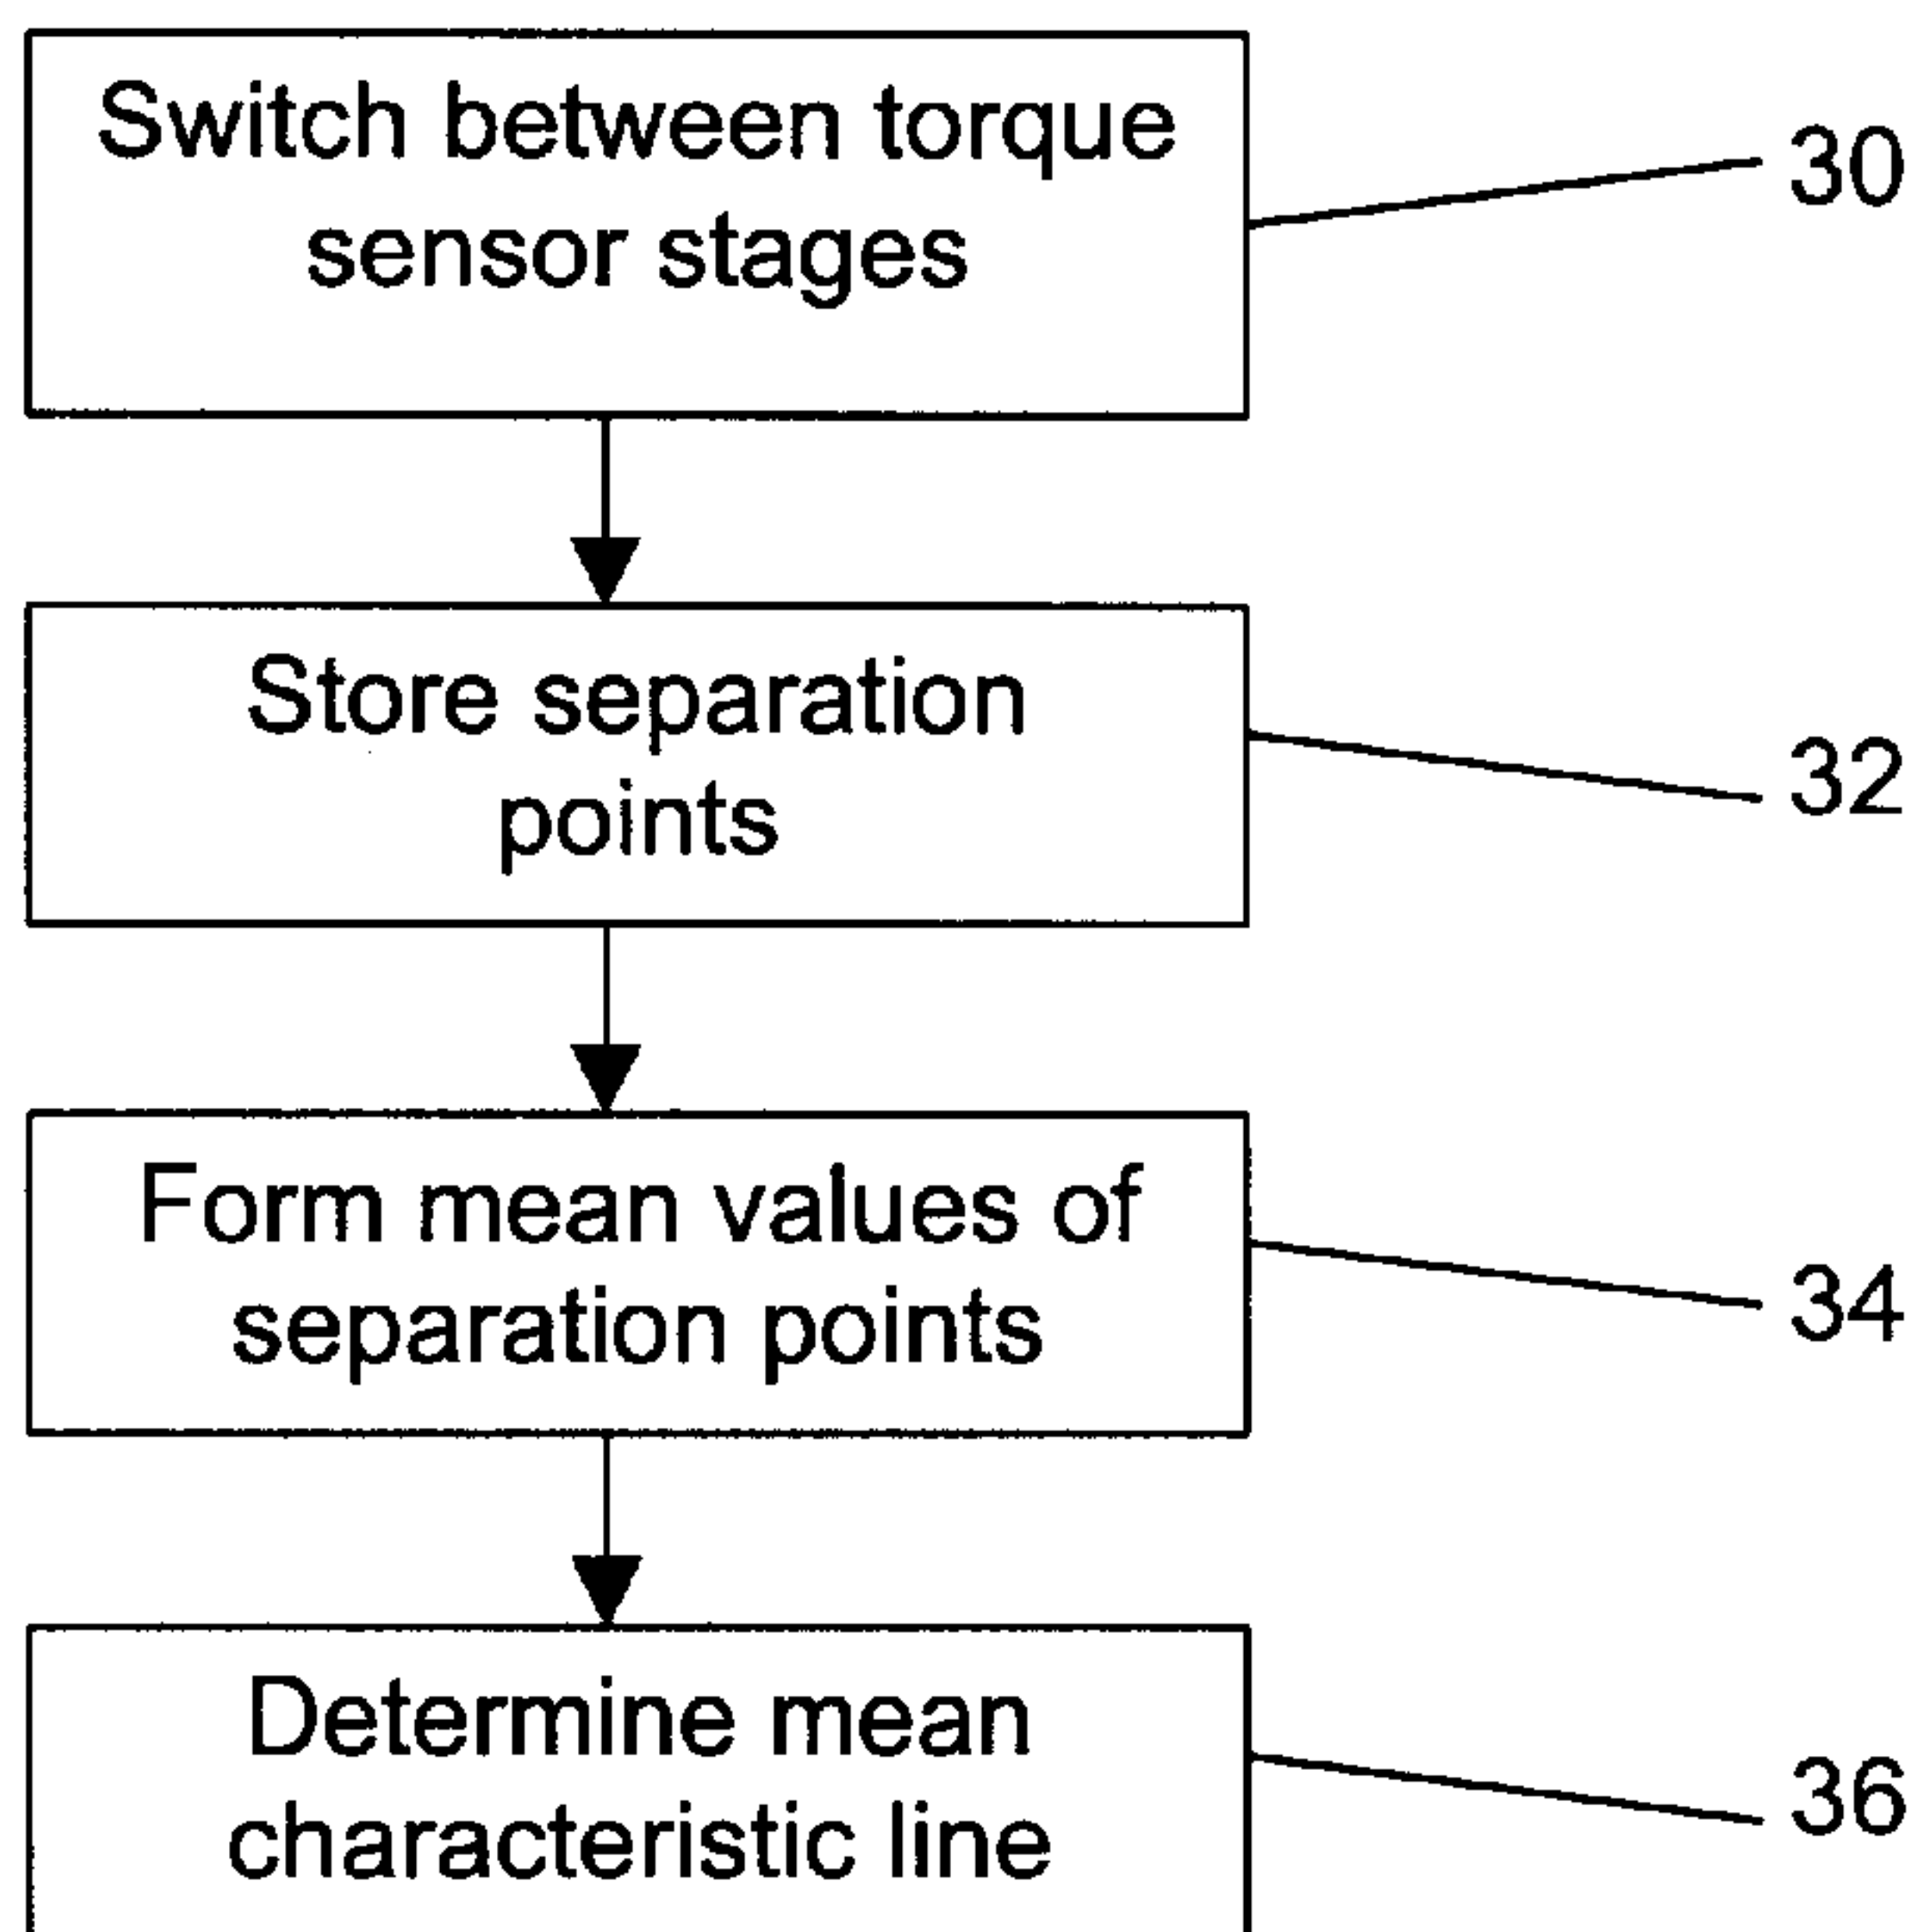 Switch between torque
sensor stages
30
Store separation
points
32
Form mean values of
separation points
34
Determine mean
characteristic line
36